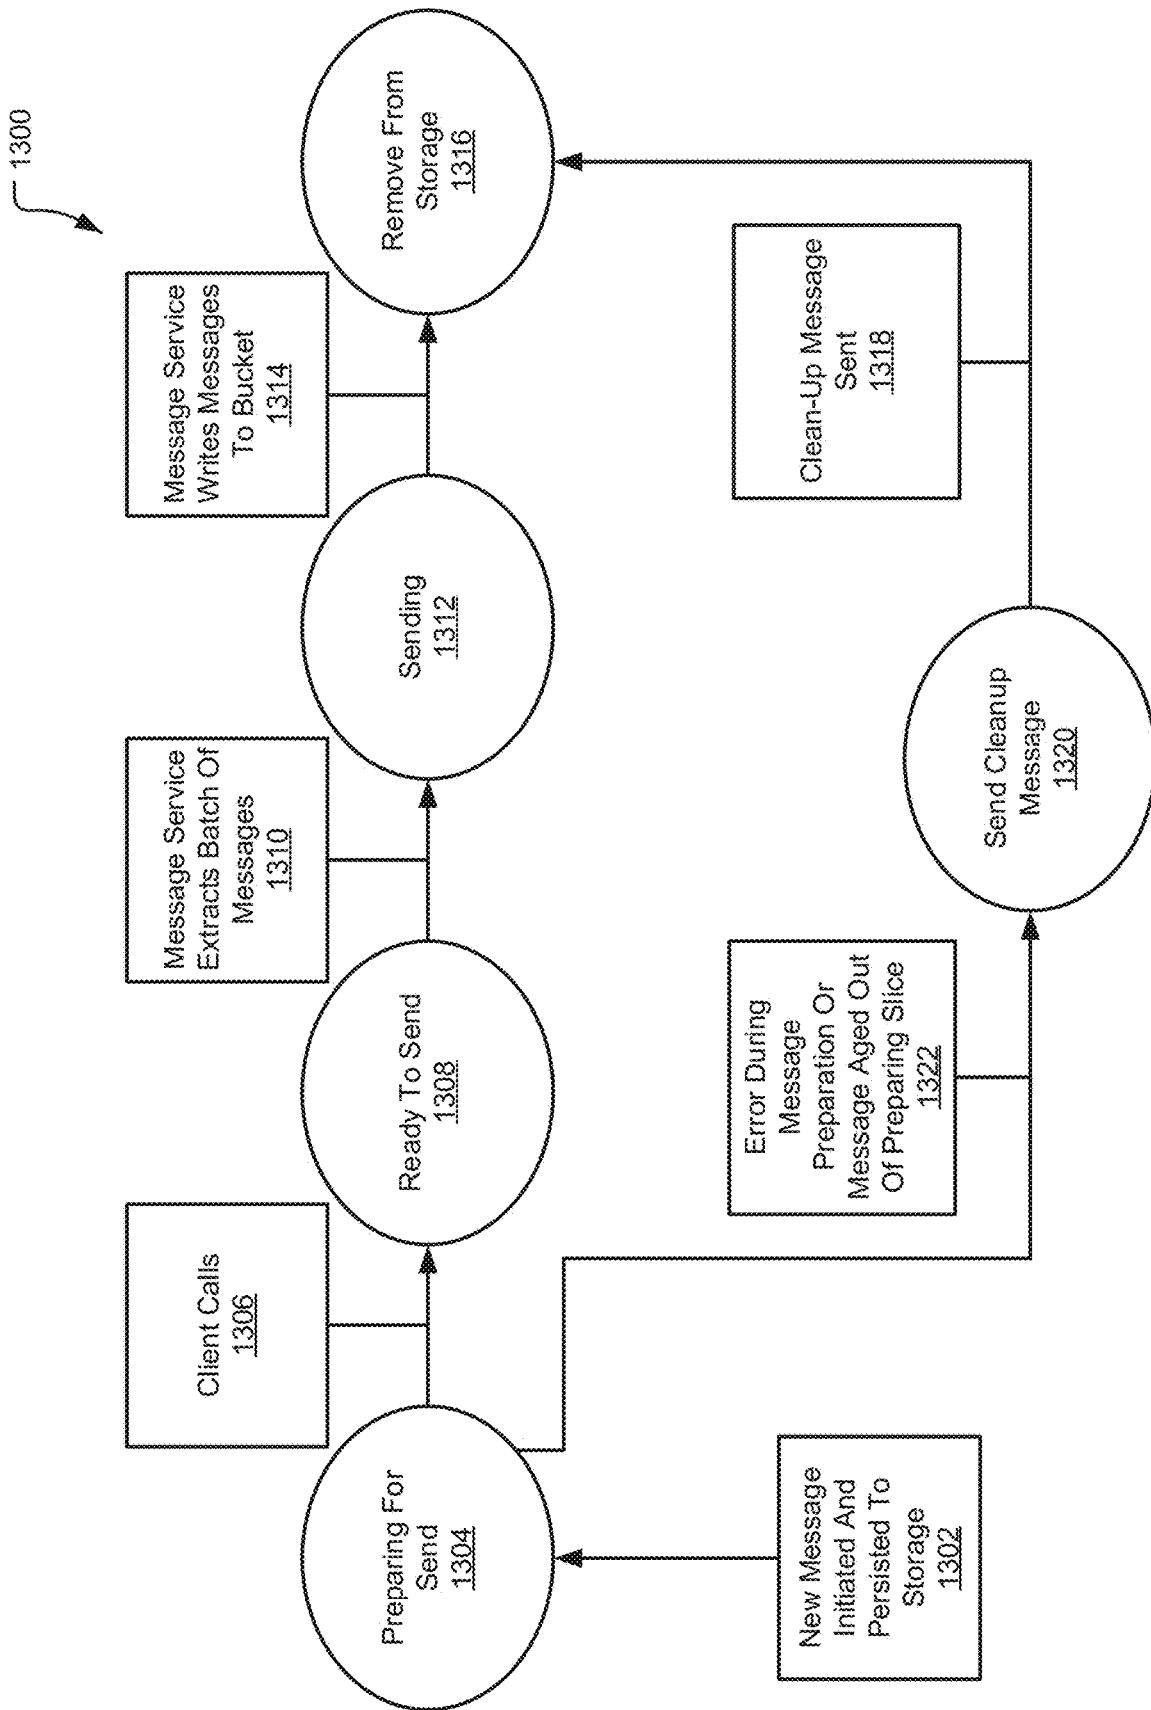 1300
Client Calls
1306
Message Service
Extracts Batch Of
Messages
1310
Message Service
Writes Messages
To Bucket
1314
Preparing For
Send
1304
Ready To Send
1308
Sending
1312
Remove From
Storage
1316
New Message
Initiated And
Persisted To
Storage
1302
Error During
Message
Preparation Or
Message Aged Out
Of Preparing Slice
1322
Clean-Up Message
Sent
1318
Send Cleanup
Message
1320